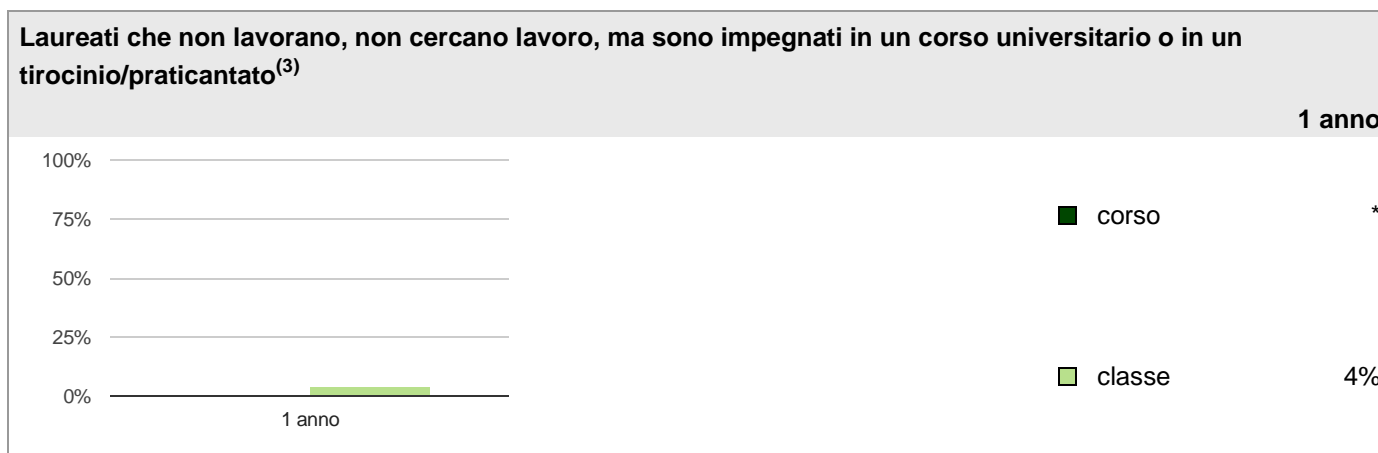 Laureati che non lavorano, non cercano lavoro, ma sono impegnati in un corso universitario o in un
tirocinio/praticantato(3)
1 anno
100%
75%
corso *
50%
25%
classe 4%
0%
1 anno